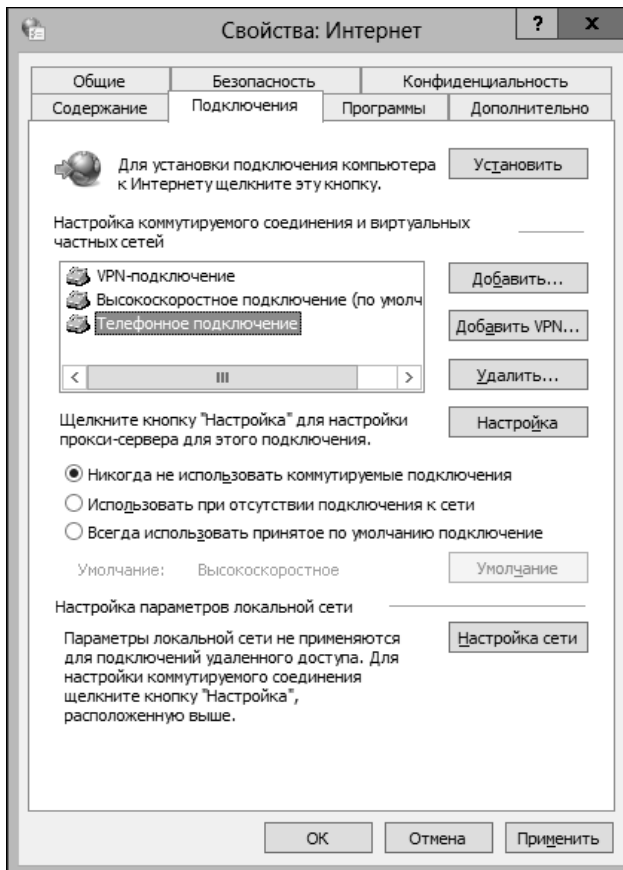 Свойства: Интернет
?
x
Общие
Безопасность
Конфиденциальность
Содержание
Подключения
Программы
Дополнительно
Для установки подключения компьютера
к Интернету щелкните эту кнопку.
Установить
Настройка коммутируемого соединения и виртуальных
частных сетей
VPN-подключение
Высокоскоростное подключение (по умолч
Телефонное подключение
Добавить...
Добавить VPN...
Удалить...
Щелкните кнопку "Настройка" для настройки
прокси-сервера для этого подключения.
Настройка
Никогда не использовать коммутируемые подключения
Использовать при отсутствии подключения к сети
Всегда использовать принятое по умолчанию подключение
Умолчание:
Высокоскоростное
Умолчание
Настройка параметров локальной сети
Параметры локальной сети не применяются
для подключений удаленного доступа. Для
настройки коммутируемого соединения
щелкните кнопку "Настройка",
расположенную выше.
Настройка сети
ОК
Отмена
Применить